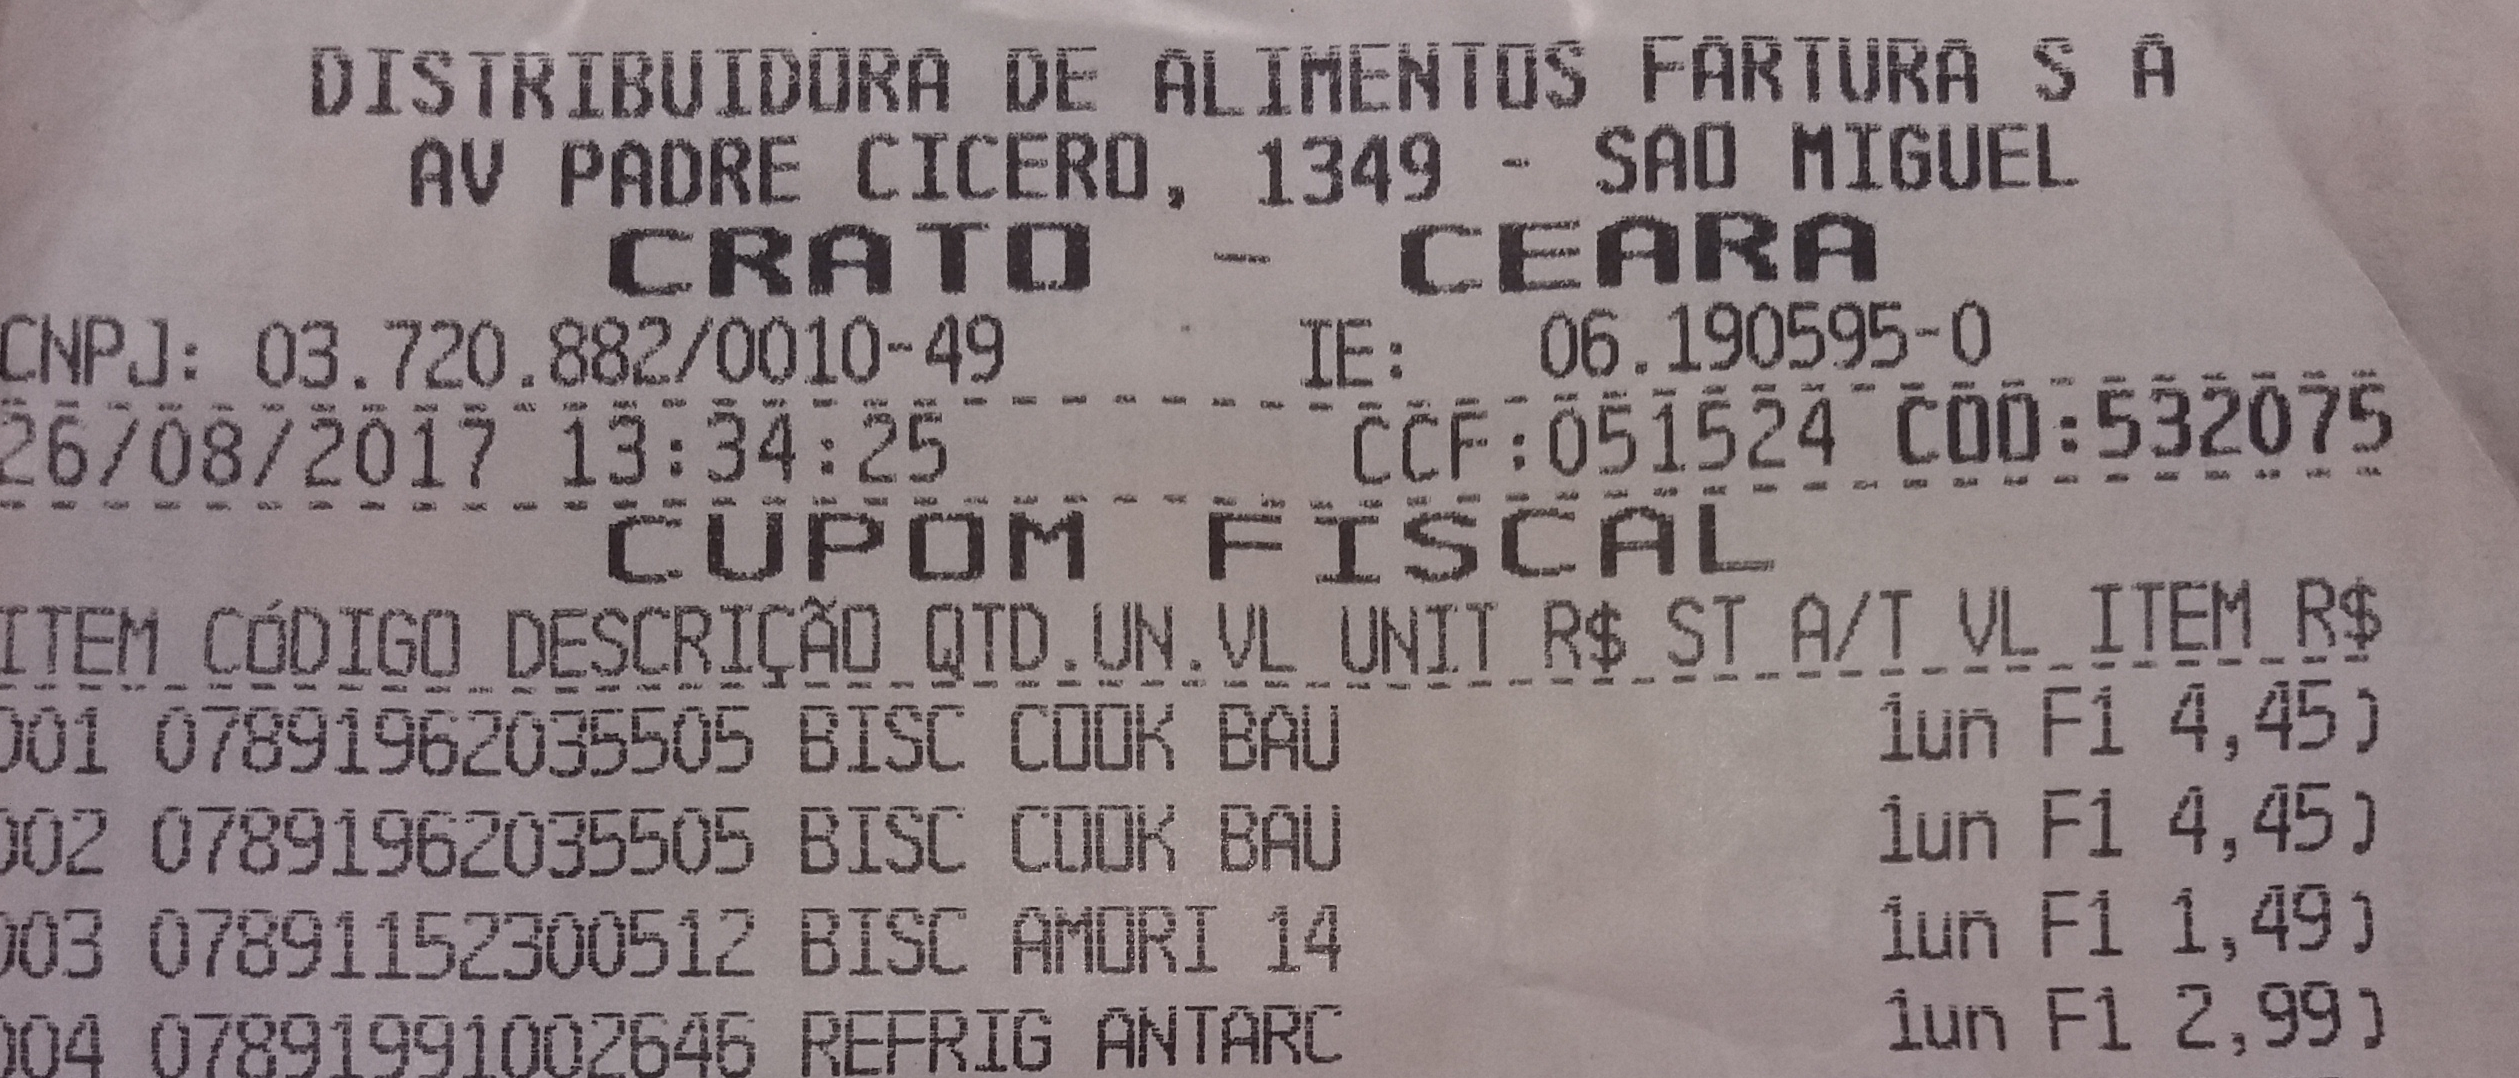 DISTRIBUIDORA DE ALIMENTOS FARTURA S A
AV PADRE CICERO, 1349 - SAO MIGUEL
CRATO - CEARA
CNPJ: 03.720.882/0010-49 IE: 06.190595-0
26/08/2017 13:34:25 CCF:051524 COO:532075
CUPOM FISCAL
ITEM CÓDIGO DESCRIÇÃO QTD.UN.VL UNIT R$ ST A/T VL ITEM R$
001 07891962035505 BISC COOK BAU 1un F1 4,45)
002 07891962035505 BISC COOK BAU 1un F1 4,45)
003 07891152300512 BISC AMORI 14 1un F1 1,49)
004 07891991002646 REFRIG ANTARC 1un F1 2,99)